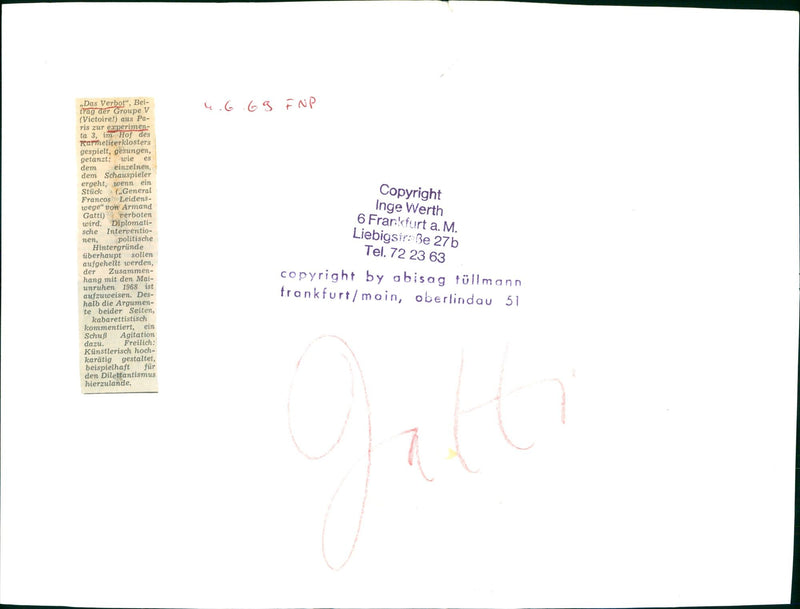 „Das Verbot", Bei-
trag der Groupe V
(Victoire!) aus Pa-
ris zur experimen-
ta 3, im Hof des
Karmeliterklosters
gespielt, gesungen,
getanzt: wie es
dem einzelnen,
dem Schauspieler
ergeht, wenn ein
Stück („General
Francos Leidens-
wege" von Armand
Gatti) verboten
wird. Diplomati-
sche Interventio-
nen, politische
Hintergründe
überhaupt sollen
aufgehellt werden,
der Zusammen-
hang mit den Mai-
unruhen 1968 ist
aufzuweisen. Des-
halb die Argumen-
te beider Seiten,
kabarettistisch
kommentiert, ein
Schuß Agitation
dazu. Freilich:
Künstlerisch hoch-
karätig gestaltet,
beispielhaft für
den Dilettantismus
hierzulande.
4.6.69 FNP
Copyright
Inge Werth
6 Frankfurt a. M.
Liebigstraße 27b
Tel. 72 23 63
copyright by abisag tüllmann
frankfurt/main, oberlindau 51
Gatti